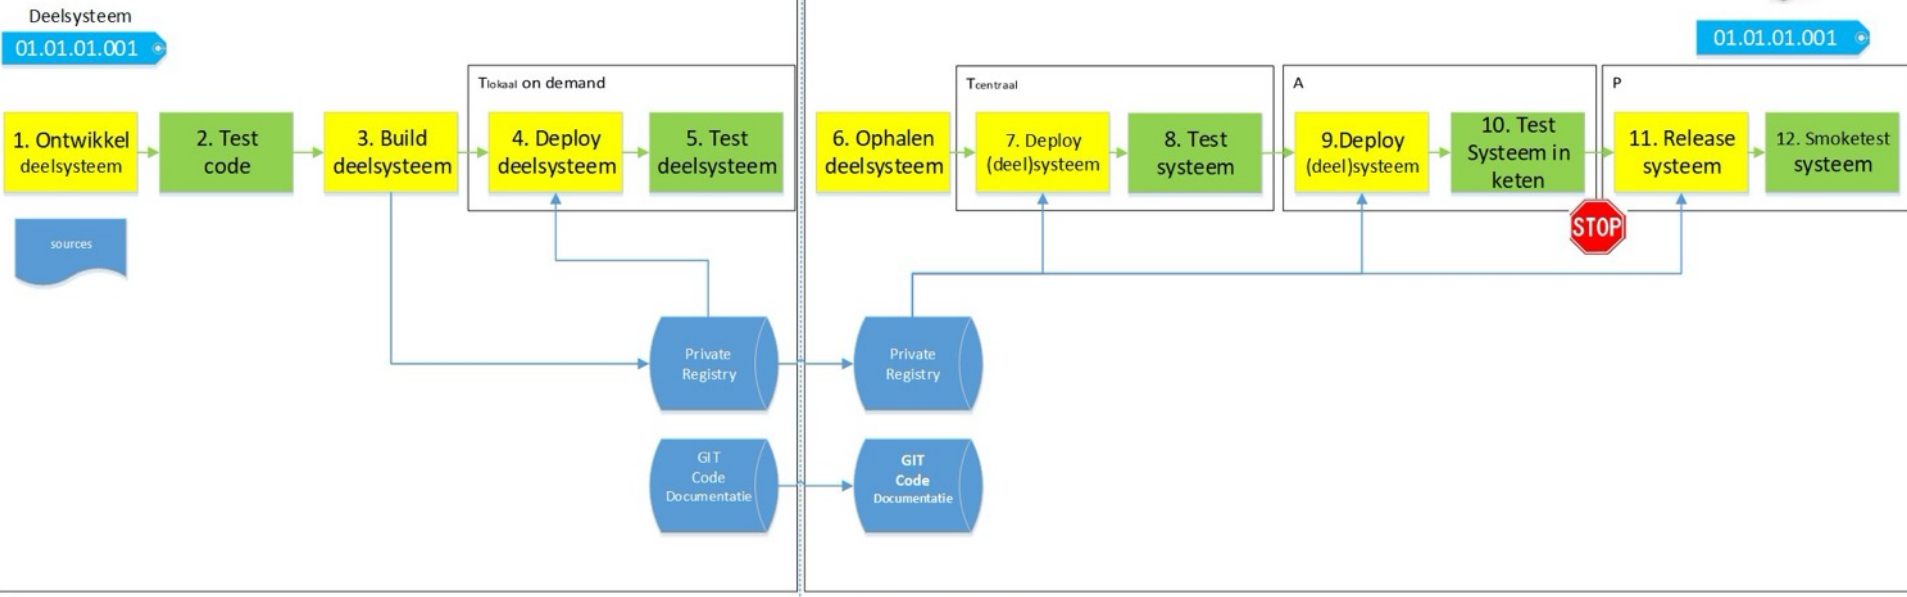 Deelsysteem
01.01.01.001
01.01.01.001
Tlokaal on demand
Tcentraal
A
P
1. Ontwikkel
deelsysteem
2. Test
code
3. Build
deelsysteem
4. Deploy
deelsysteem
5. Test
deelsysteem
6. Ophalen
deelsysteem
7. Deploy
(deel)systeem
8. Test
systeem
9.Deploy
(deel)systeem
10. Test
Systeem in
keten
11. Release
systeem
12. Smoketest
systeem
STOP
sources
Private
Registry
Private
Registry
GIT
Code
Documentatie
GIT
Code
Documentatie